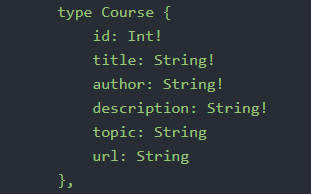 type Course {
id: Int!
title: String!
author: String!
description: String!
topic: String
url: String
},